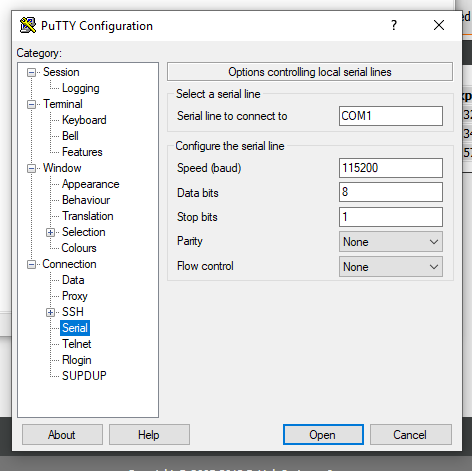 PuTTY Configuration
Category:
Session
Logging
Terminal
Keyboard
Bell
Features
Window
Appearance
Behaviour
Translation
Selection
Colours
Connection
Data
Proxy
SSH
Serial
Telnet
Rlogin
SUPDUP
Options controlling local serial lines
Select a serial line
Serial line to connect to COM1
Configure the serial line
Speed (baud) 115200
Data bits 8
Stop bits 1
Parity None
Flow control None
About Help Open Cancel